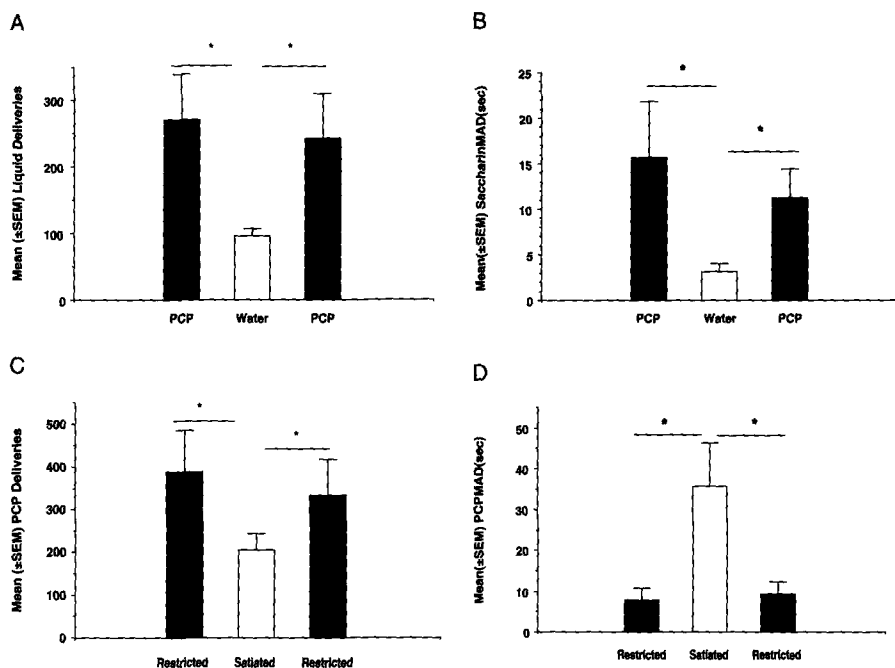 A
Mean (±SEM) Liquid Deliveries
*
*
300
200
100
0
PCP
Water
PCP
B
Mean(±SEM) SaccharinMAD(sec)
*
*
25
20
15
10
5
0
PCP
Water
PCP
C
Mean (±SEM) PCP Deliveries
*
*
500
400
300
200
100
0
Restricted
Satiated
Restricted
D
Mean(±SEM) PCPMAD(sec)
*
*
50
40
30
20
10
0
Restricted
Satiated
Restricted